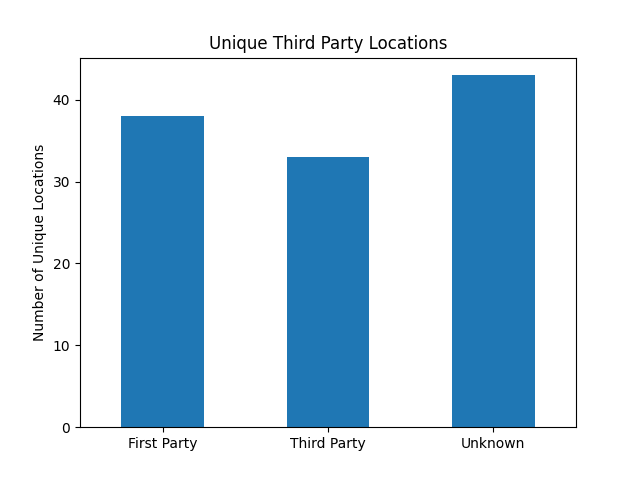 Unique Third Party Locations
Number of Unique Locations
40
30
20
10
0
First Party
Third Party
Unknown